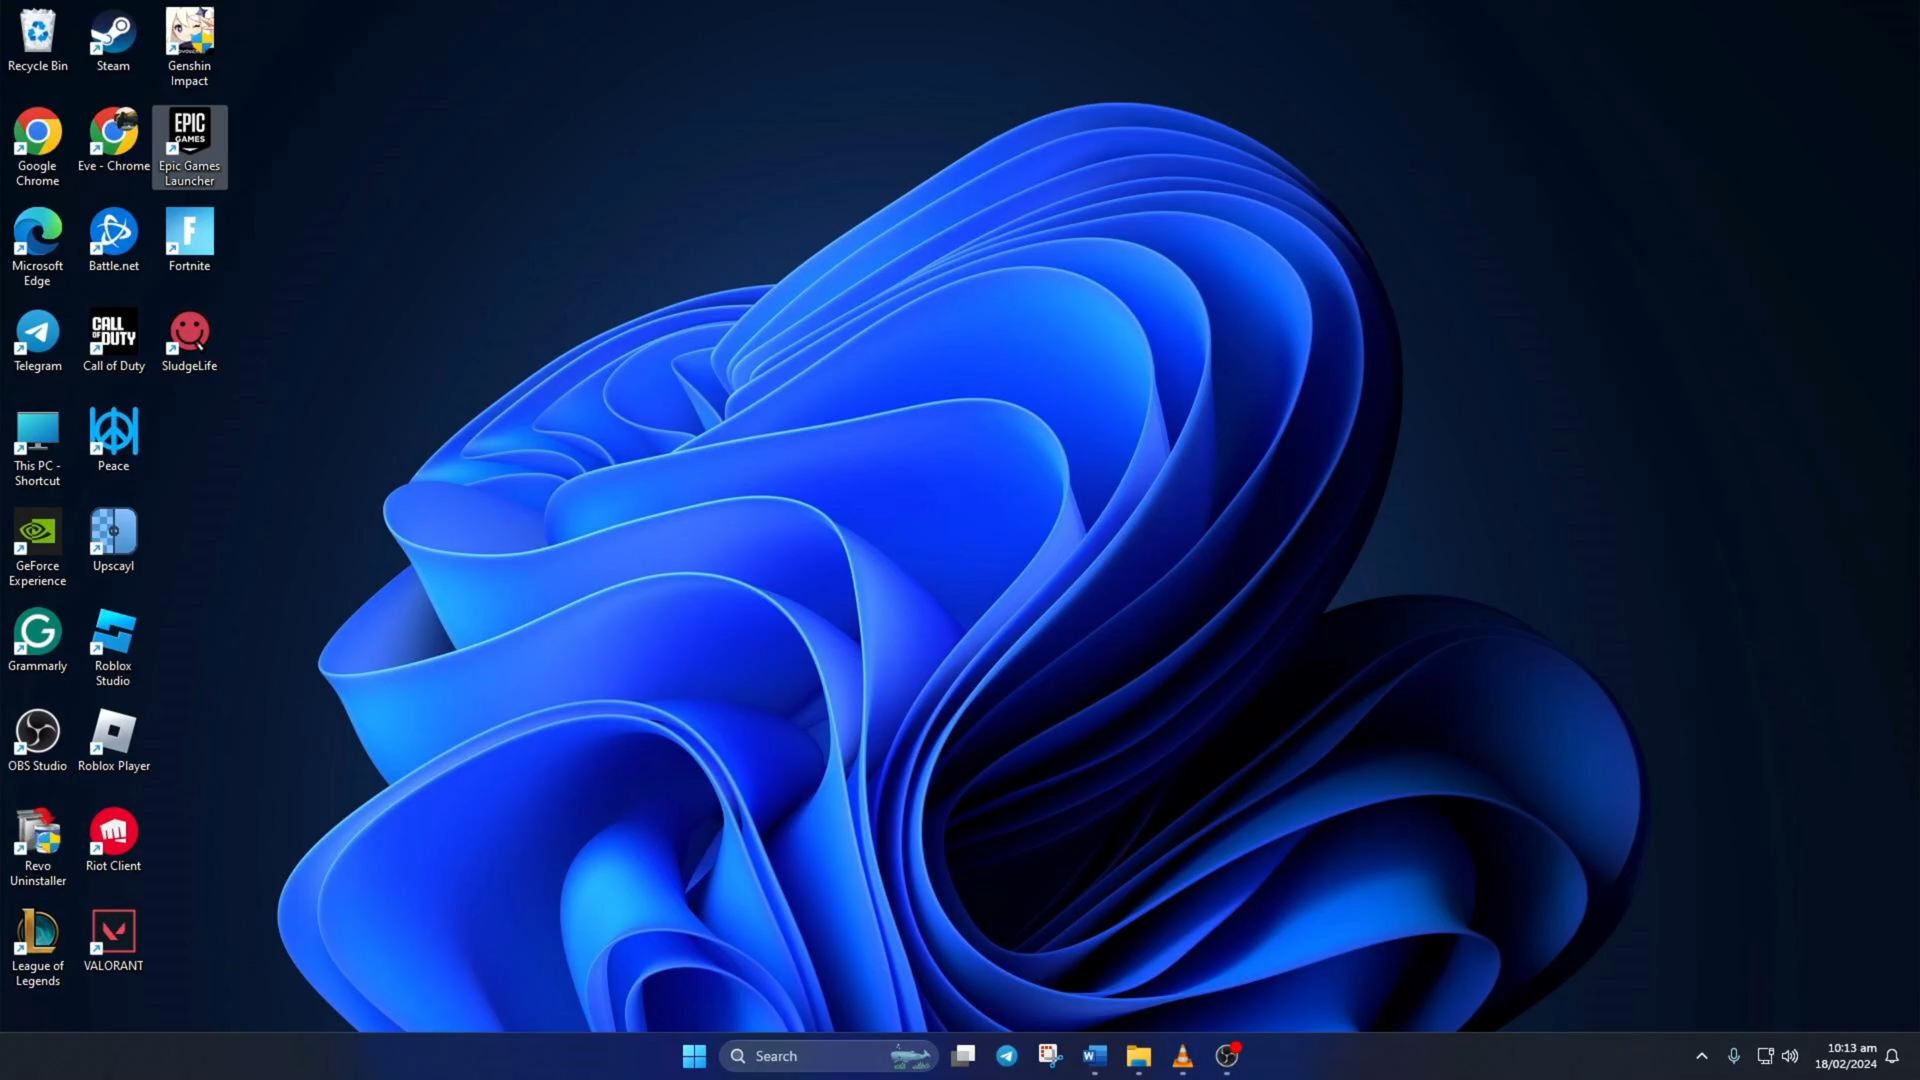 Recycle Bin
Steam
Genshin
Impact
Google
Chrome
Eve - Chrome
EPIC
GAMES
Epic Games
Launcher
Microsoft
Edge
Battle.net
F
Fortnite
Telegram
CALL
OF DUTY
Call of Duty
SludgeLife
This PC -
Shortcut
Peace
GeForce
Experience
Upscayl
G
Grammarly
Roblox
Studio
OBS Studio
Roblox Player
Revo
Uninstaller
Riot Client
L
League of
Legends
VALORANT
Search
W
10:13 am
18/02/2024